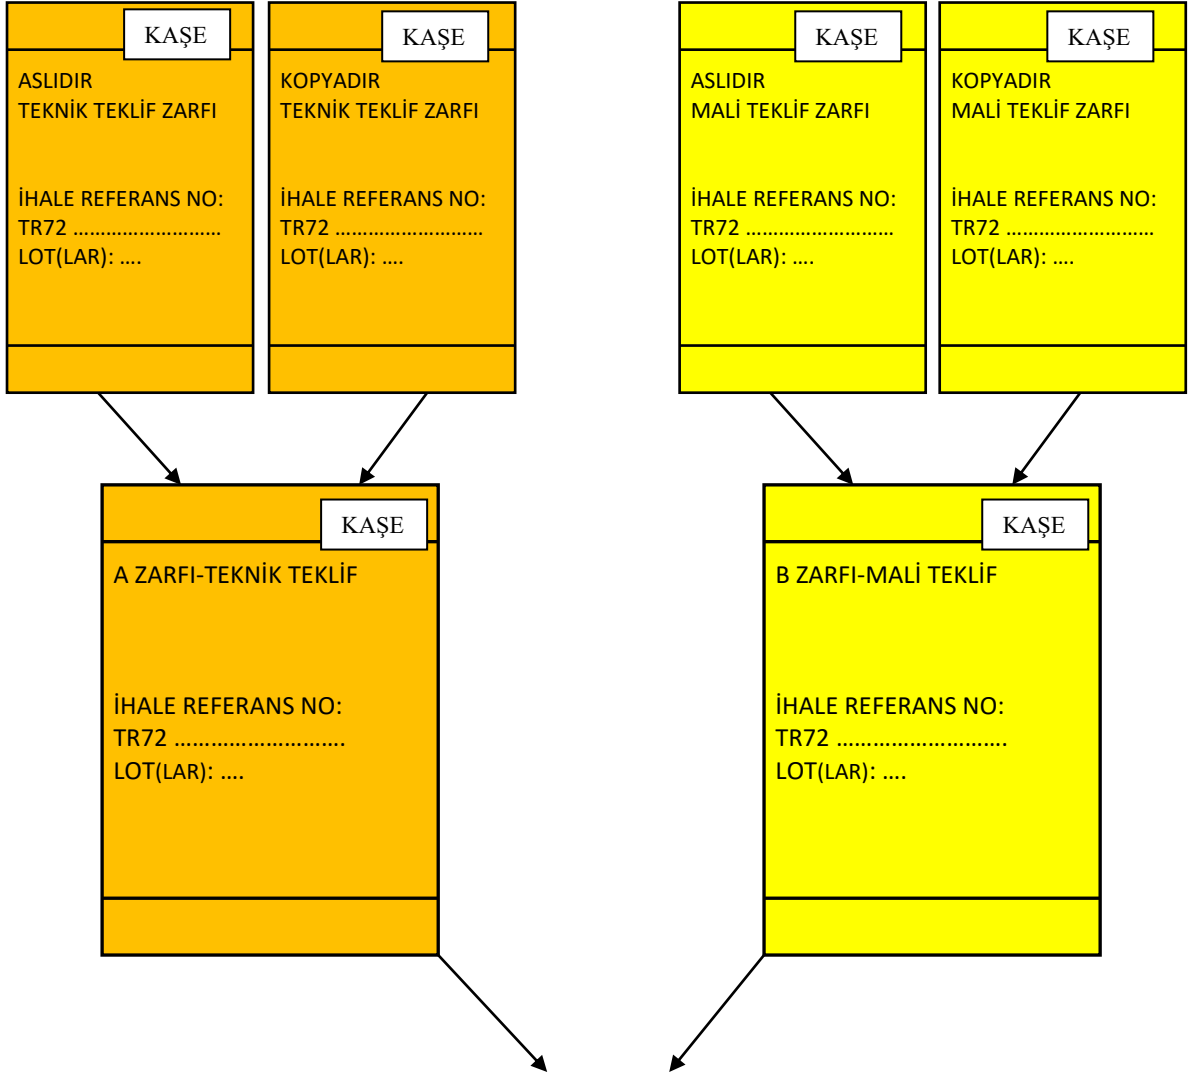 KAŞE
ASLIDIR
TEKNİK TEKLİF ZARFI
İHALE REFERANS NO:
TR72 ………………………
LOT(LAR): ….
KAŞE
KOPYADIR
TEKNİK TEKLİF ZARFI
İHALE REFERANS NO:
TR72 ………………………
LOT(LAR): ….
KAŞE
ASLIDIR
MALİ TEKLİF ZARFI
İHALE REFERANS NO:
TR72 ………………………
LOT(LAR): ….
KAŞE
KOPYADIR
MALİ TEKLİF ZARFI
İHALE REFERANS NO:
TR72 ………………………
LOT(LAR): ….
KAŞE
A ZARFI-TEKNİK TEKLİF
İHALE REFERANS NO:
TR72 ……………………….
LOT(LAR): ….
KAŞE
B ZARFI-MALİ TEKLİF
İHALE REFERANS NO:
TR72 ……………………….
LOT(LAR): ….